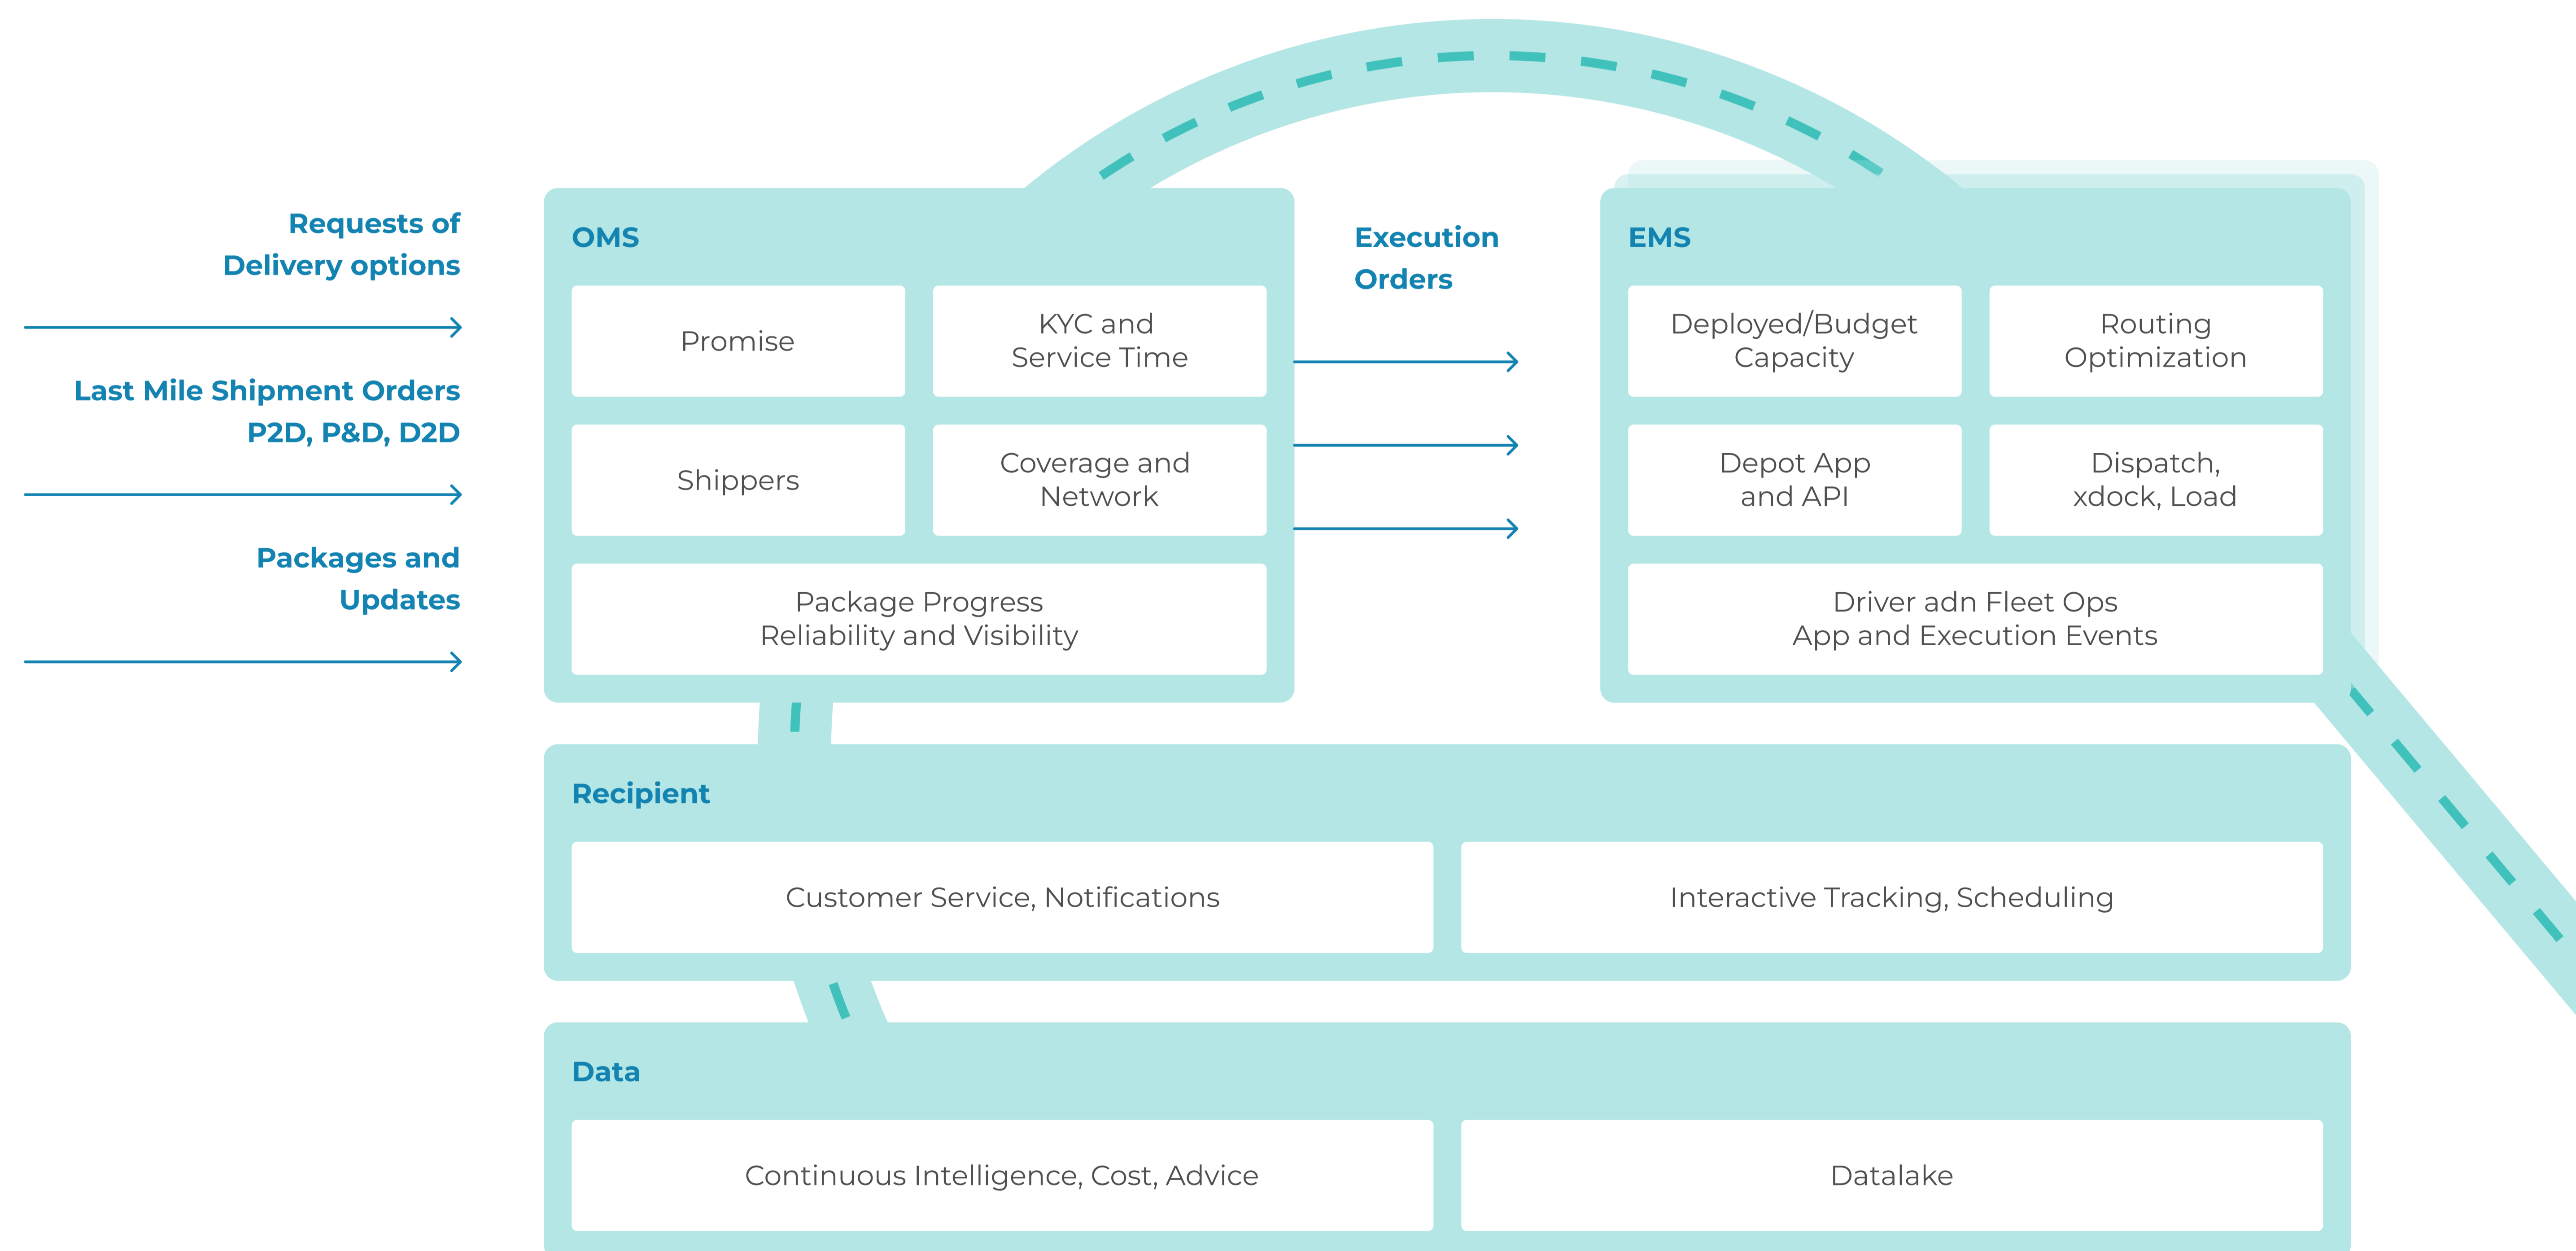 Requests of
Delivery options
Last Mile Shipment Orders
P2D, P&D, D2D
Packages and
Updates
OMS
Promise
KYC and
Service Time
Shippers
Coverage and
Network
Package Progress
Reliability and Visibility
Execution
Orders
EMS
Deployed/Budget
Capacity
Routing
Optimization
Depot App
and API
Dispatch,
xdock, Load
Driver adn Fleet Ops
App and Execution Events
Recipient
Customer Service, Notifications
Interactive Tracking, Scheduling
Data
Continuous Intelligence, Cost, Advice
Datalake